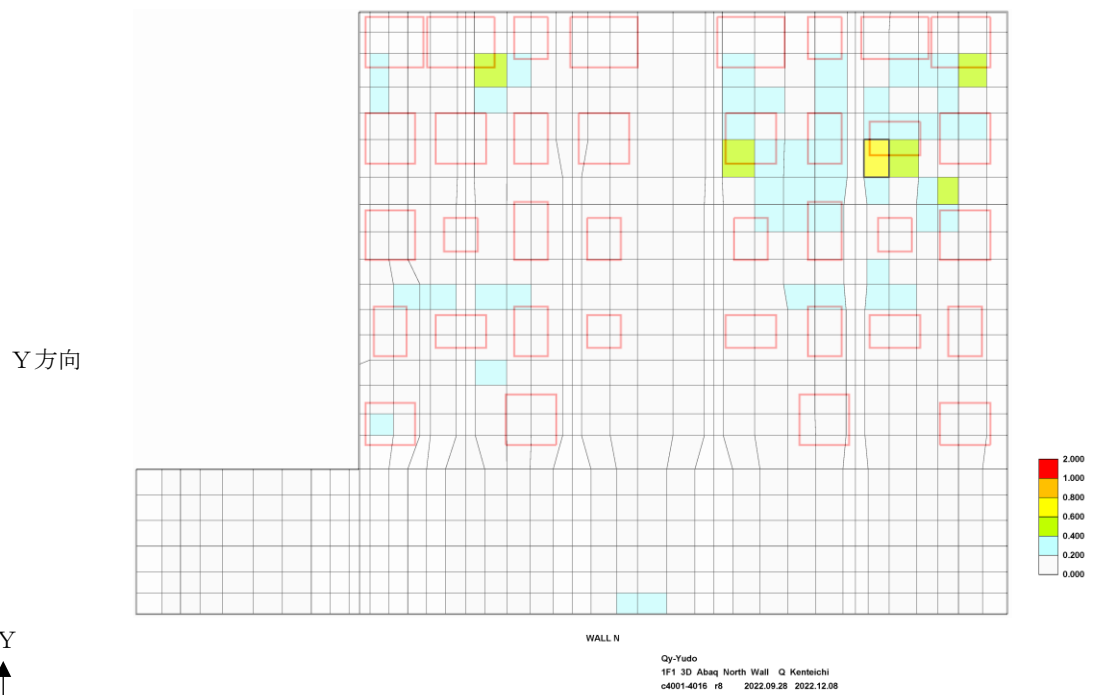 Y方向
2.000
1.000
0.800
0.600
0.400
0.200
0.000
Y
WALL N
Qy-Yudo
1F1 3D Abaq North Wall Q Kenteichi
c4001-4016 r8 2022.09.28 2022.12.08